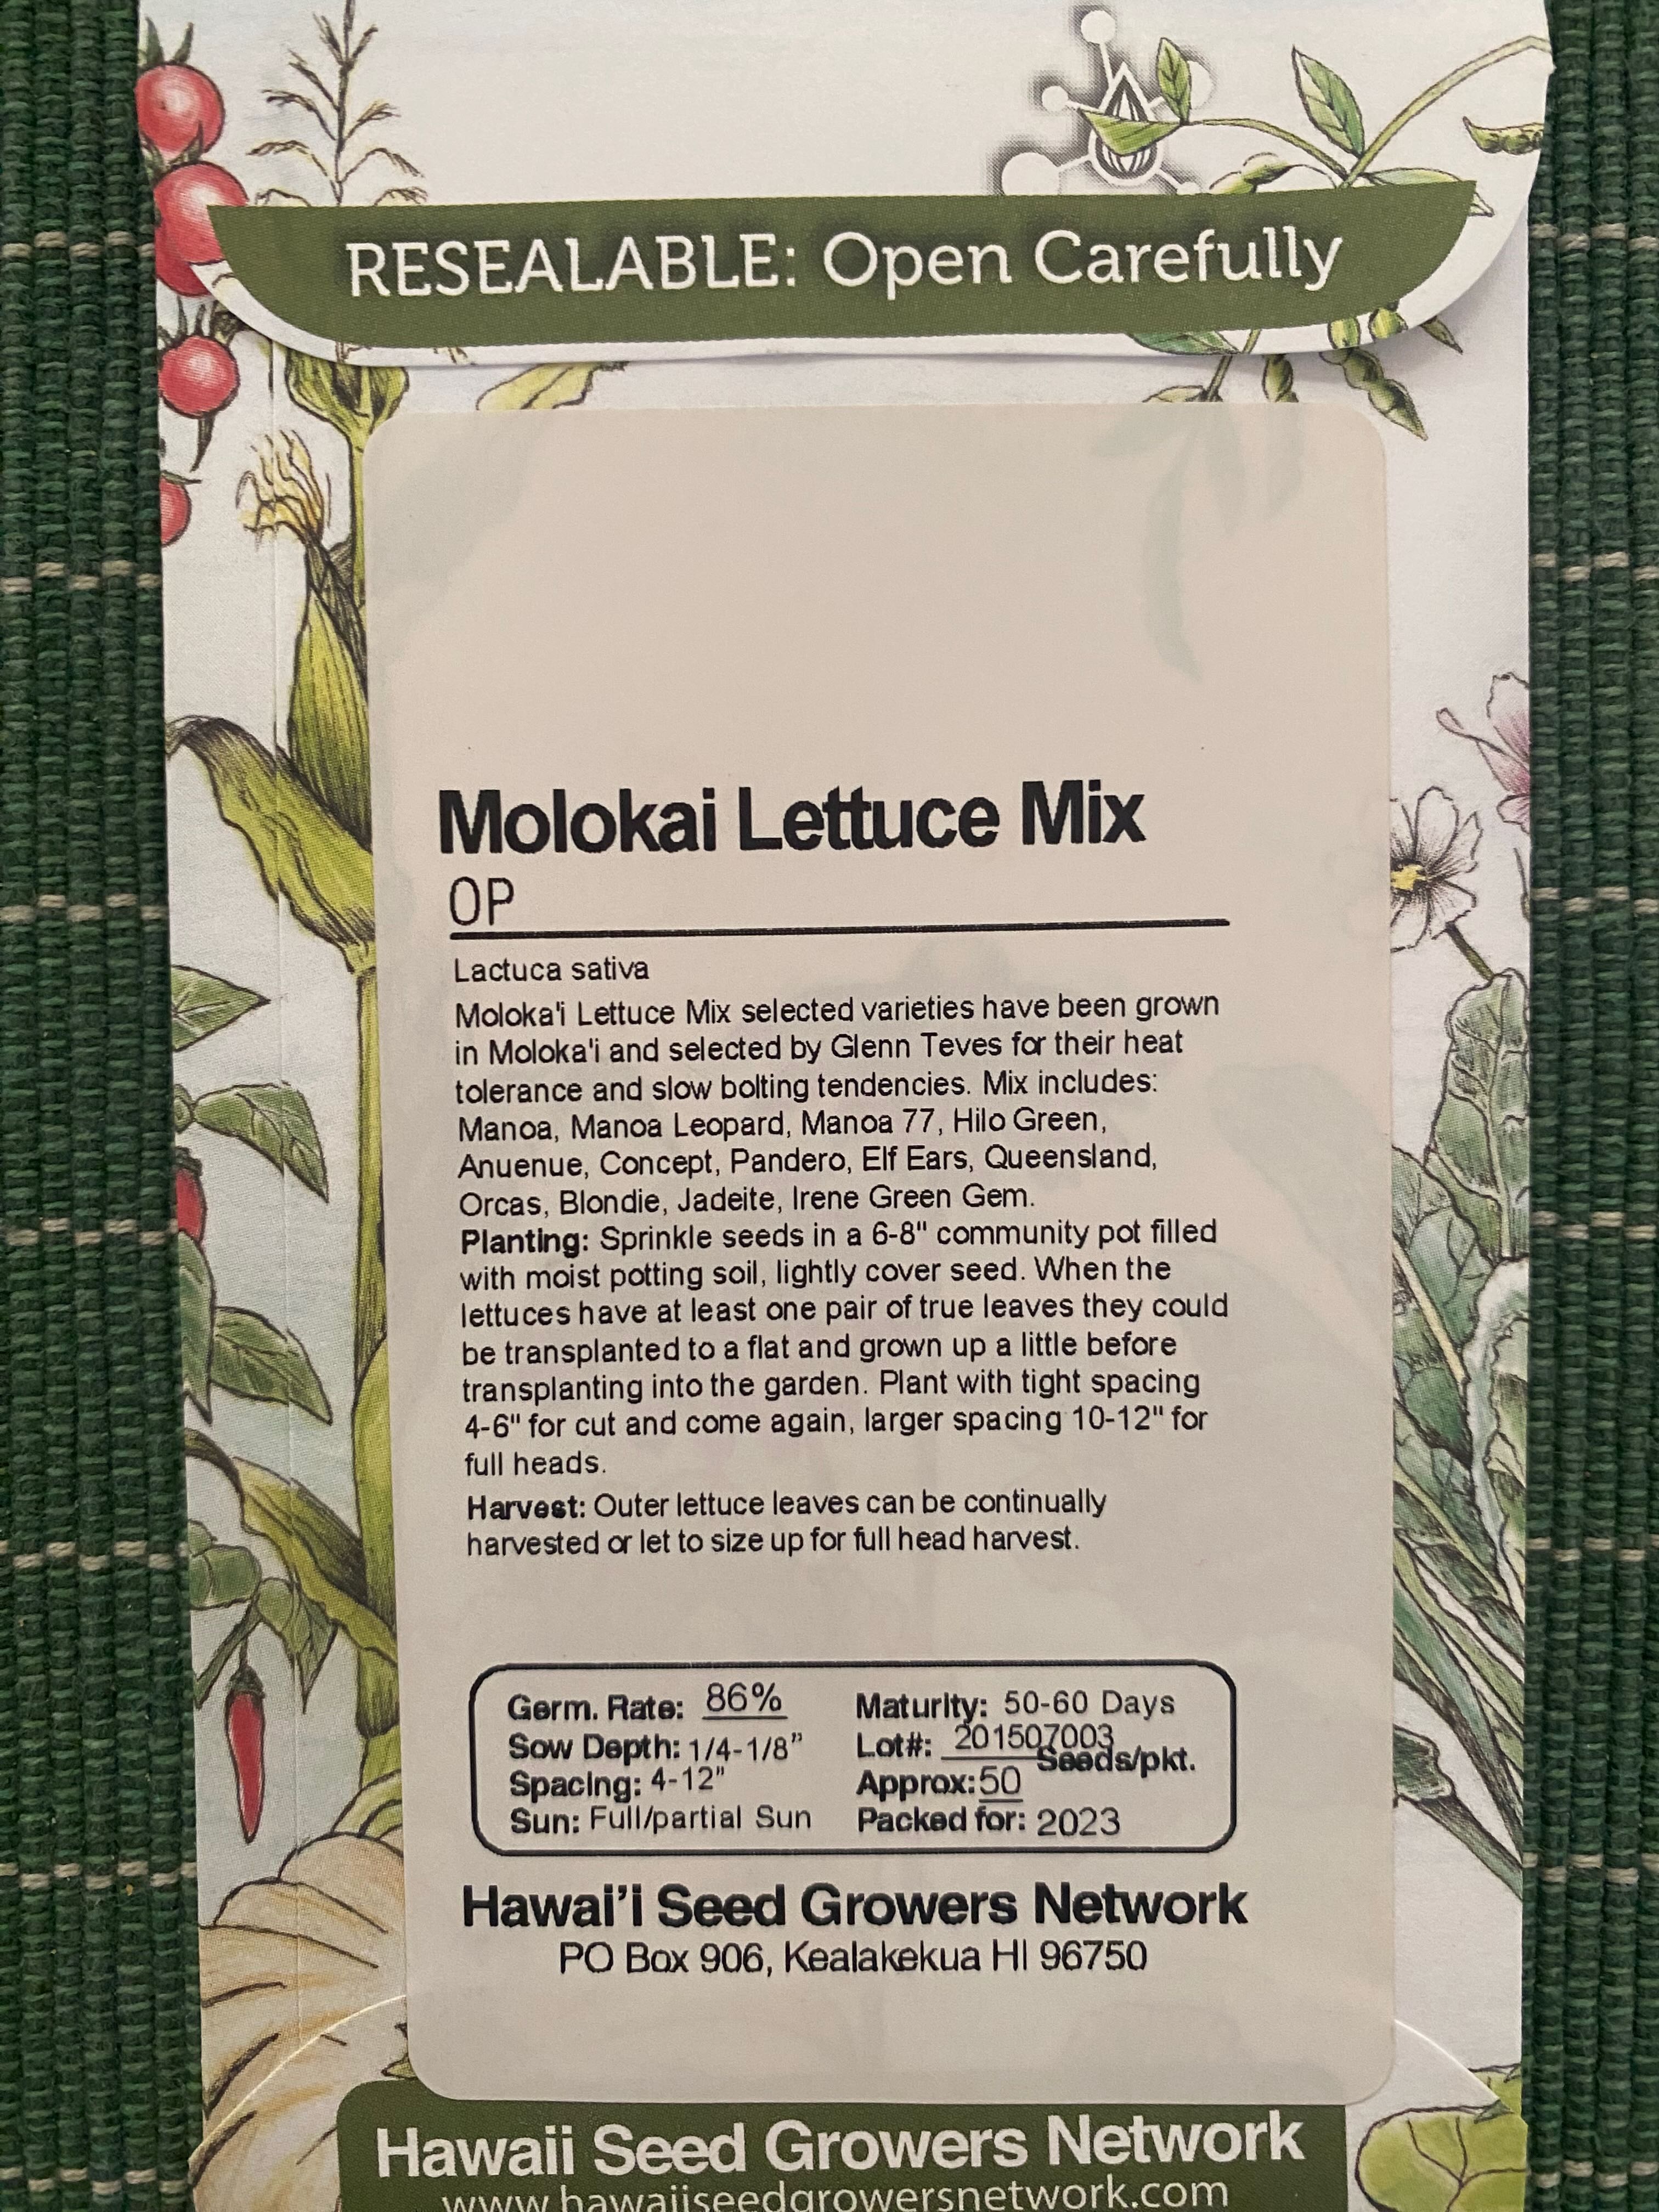 RESEALABLE: Open Carefully
Molokai Lettuce Mix
OP
Lactuca sativa
Moloka'i Lettuce Mix selected varieties have been grown
in Moloka'i and selected by Glenn Teves for their heat
tolerance and slow bolting tendencies. Mix includes:
Manoa, Manoa Leopard, Manoa 77, Hilo Green,
Anuenue, Concept, Pandero, Elf Ears, Queensland,
Orcas, Blondie, Jadeite, Irene Green Gem.
Planting: Sprinkle seeds in a 6-8" community pot filled
with moist potting soil, lightly cover seed. When the
lettuces have at least one pair of true leaves they could
be transplanted to a flat and grown up a little before
transplanting into the garden. Plant with tight spacing
4-6" for cut and come again, larger spacing 10-12" for
full heads.
Harvest: Outer lettuce leaves can be continually
harvested or let to size up for full head harvest.
Germ. Rate: 86%
Sow Depth: 1/4-1/8”
Spacing: 4-12"
Sun: Full/partial Sun
Maturity: 50-60 Days
Lot#: 201507003
Approx: 50 Seeds/pkt.
Packed for: 2023
Hawai’i Seed Growers Network
PO Box 906, Kealakekua HI 96750
Hawaii Seed Growers Network
www.hawaiiseedgrowersnetwork.com